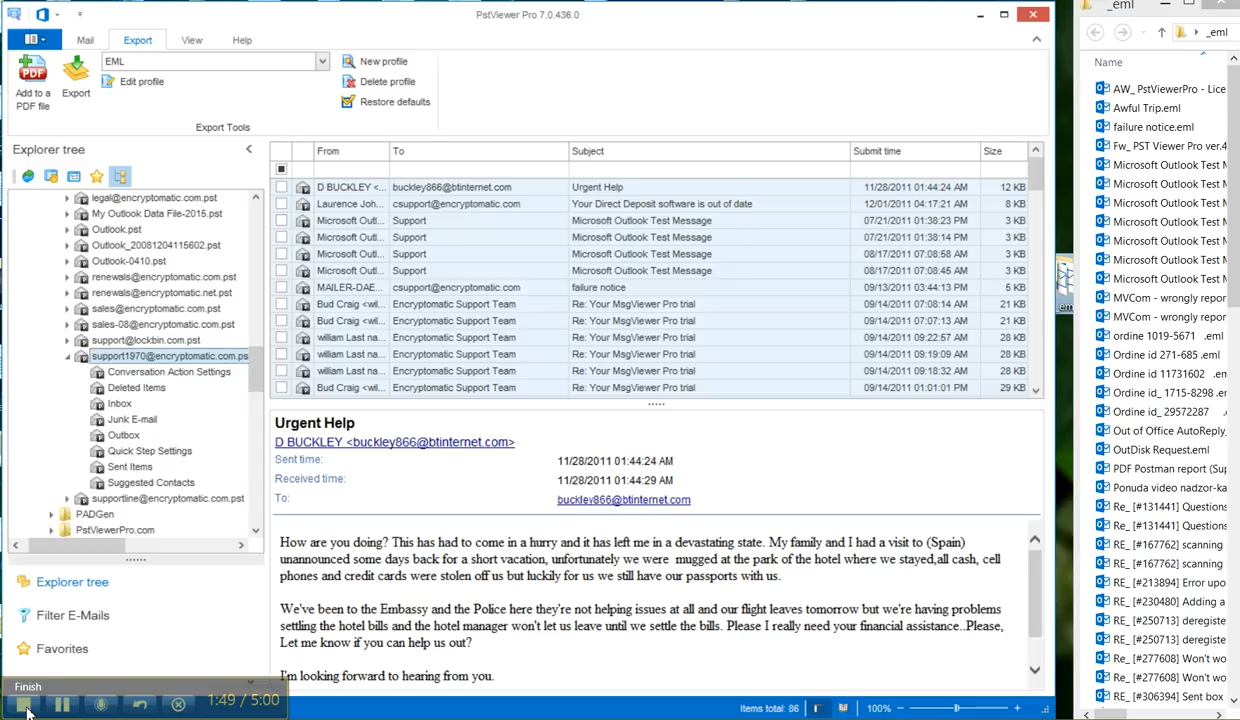 PstViewer Pro 7.0.436.0
Mail
Export
View
Help
Add to a PDF file
Export
EML
Edit profile
New profile
Delete profile
Restore defaults
Export Tools
Explorer tree
legal@encryptomatic.com.pst
My Outlook Data File-2015.pst
Outlook.pst
Outlook_20081204115602.pst
Outlook-0410.pst
renewals@encryptomatic.com.pst
renewals@encryptomatic.net.pst
sales@encryptomatic.com.pst
sales-08@encryptomatic.com.pst
support@lockbin.com.pst
support1970@encryptomatic.com.ps
Conversation Action Settings
Deleted Items
Inbox
Junk E-mail
Outbox
Quick Step Settings
Sent Items
Suggested Contacts
supportline@encryptomatic.com.pst
PADGen
PstViewerPro.com
Explorer tree
Filter E-Mails
Favorites
Finish
1:49 / 5:00
From To Subject Submit time Size
D BUCKLEY <... buckley866@btinternet.com Urgent Help 11/28/2011 01:44:24 AM 12 KB
Laurence Joh... csupport@encryptomatic.com Your Direct Deposit software is out of date 12/01/2011 04:17:21 AM 8 KB
Microsoft Outl... Support Microsoft Outlook Test Message 07/21/2011 01:38:23 PM 3 KB
Microsoft Outl... Support Microsoft Outlook Test Message 07/21/2011 01:38:14 PM 3 KB
Microsoft Outl... Support Microsoft Outlook Test Message 08/17/2011 07:08:58 AM 3 KB
Microsoft Outl... Support Microsoft Outlook Test Message 08/17/2011 07:08:45 AM 3 KB
MAILER-DAE... csupport@encryptomatic.com failure notice 09/13/2011 03:44:13 PM 5 KB
Bud Craig <wil... Encryptomatic Support Team Re: Your MsgViewer Pro trial 09/14/2011 07:08:14 AM 21 KB
Bud Craig <wil... Encryptomatic Support Team Re: Your MsgViewer Pro trial 09/14/2011 07:07:13 AM 21 KB
william Last na... Encryptomatic Support Team Re: Your MsgViewer Pro trial 09/14/2011 09:22:57 AM 28 KB
william Last na... Encryptomatic Support Team Re: Your MsgViewer Pro trial 09/14/2011 09:19:09 AM 28 KB
william Last na... Encryptomatic Support Team Re: Your MsgViewer Pro trial 09/14/2011 09:18:32 AM 28 KB
Bud Craig <wil... Encryptomatic Support Team Re: Your MsgViewer Pro trial 09/14/2011 01:01:01 PM 29 KB
Urgent Help
D BUCKLEY <buckley866@btinternet.com>
Sent time: 11/28/2011 01:44:24 AM
Received time: 11/28/2011 01:44:29 AM
To: buckley866@btinternet.com
How are you doing? This has had to come in a hurry and it has left me in a devastating state. My family and I had a visit to (Spain)
unannounced some days back for a short vacation, unfortunately we were mugged at the park of the hotel where we stayed,all cash, cell
phones and credit cards were stolen off us but luckily for us we still have our passports with us.
We've been to the Embassy and the Police here they're not helping issues at all and our flight leaves tomorrow but we're having problems
settling the hotel bills and the hotel manager won't let us leave until we settle the bills. Please I really need your financial assistance..Please,
Let me know if you can help us out?
I'm looking forward to hearing from you.
Items total: 86
100%
_eml
_eml
Name
AW_ PstViewerPro - Lice
Awful Trip.eml
failure notice.eml
Fw_ PST Viewer Pro ver.4
Microsoft Outlook Test M
Microsoft Outlook Test M
Microsoft Outlook Test M
Microsoft Outlook Test M
Microsoft Outlook Test M
Microsoft Outlook Test M
Microsoft Outlook Test M
MVCom - wrongly repor
MVCom - wrongly repor
ordine 1019-5671 .eml
Ordine id 271-685 .eml
Ordine id 11731602 .em
Ordine id_ 1715-8298 .eml
Ordine id_ 29572287 .e
Out of Office AutoReply_
OutDisk Request.eml
PDF Postman report (Sup
Ponuda video nadzor-ka
Re_ [#131441] Questions
Re_ [#131441] Questions
RE_ [#167762] scanning
RE_ [#167762] scanning
RE_ [#213894] Error upo
RE_ [#230480] Adding a
RE_ [#250713] deregiste
RE_ [#250713] deregiste
RE_ [#277608] Won't wo
RE_ [#277608] Won't wo
RE_ [#306394] Sent box